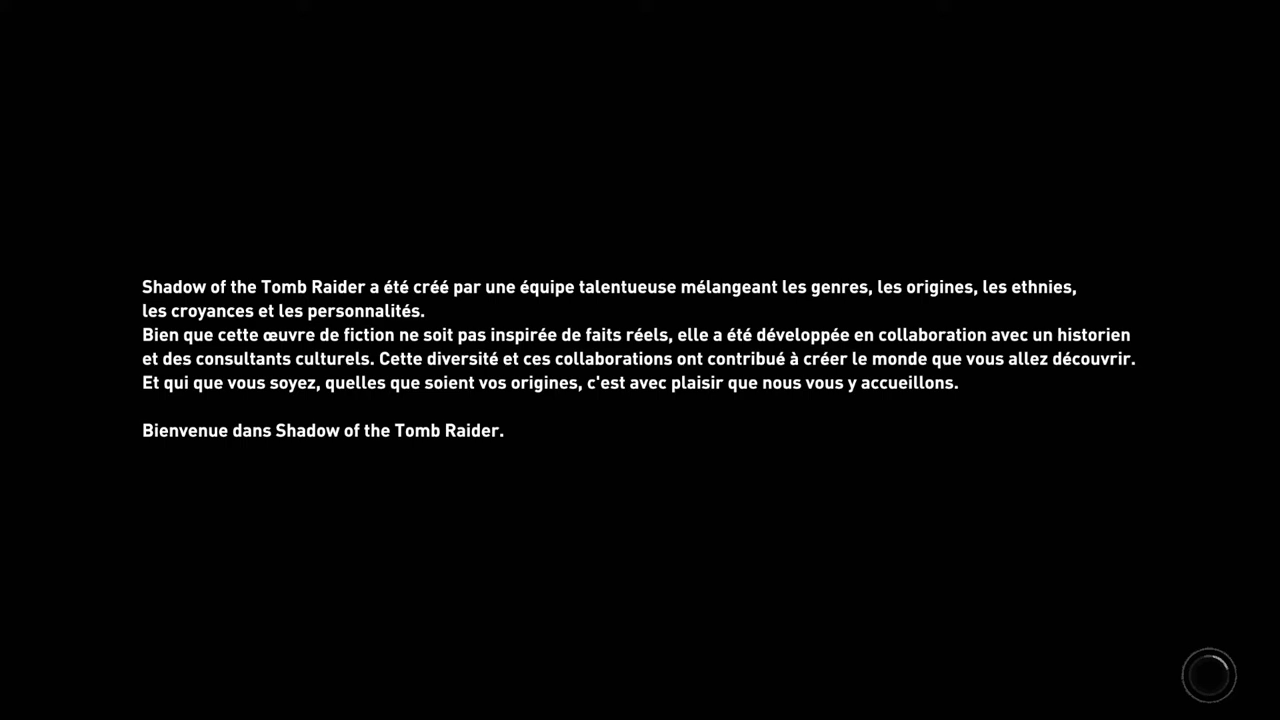 Shadow of the Tomb Raider a été créé par une équipe talentueuse mélangeant les genres, les origines, les ethnies,
les croyances et les personnalités.
Bien que cette œuvre de fiction ne soit pas inspirée de faits réels, elle a été développée en collaboration avec un historien
et des consultants culturels. Cette diversité et ces collaborations ont contribué à créer le monde que vous allez découvrir.
Et qui que vous soyez, quelles que soient vos origines, c'est avec plaisir que nous vous y accueillons.
Bienvenue dans Shadow of the Tomb Raider.